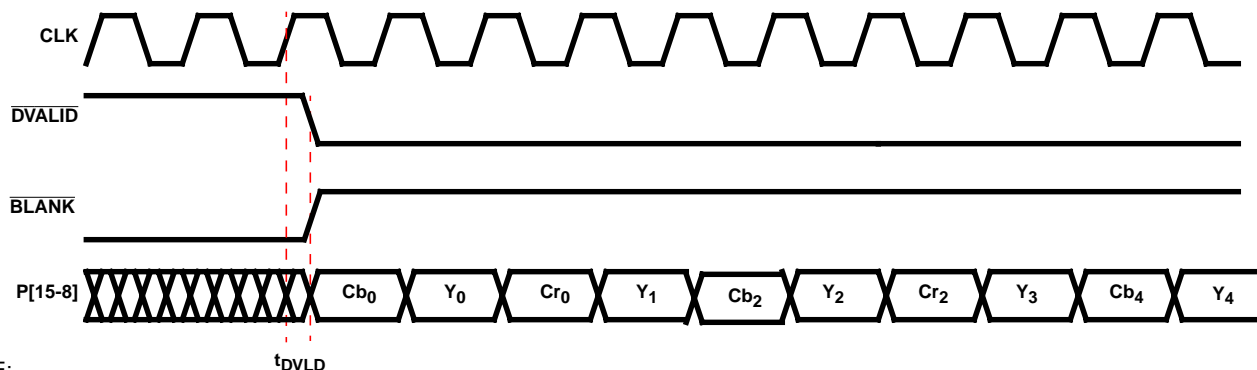 CLK
DVALID
BLANK
P[15-8]
Cb0 Y0 Cr0 Y1 Cb2 Y2 Cr2 Y3 Cb4 Y4
tDVLD